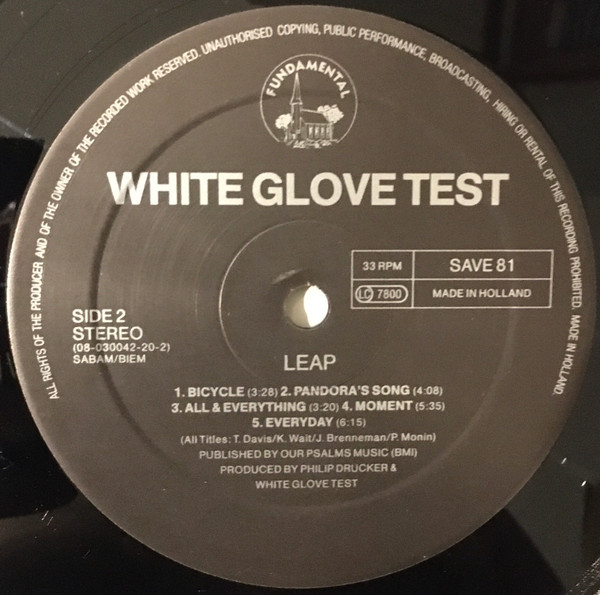 ALL RIGHTS OF THE PRODUCER AND OF THE OWNER OF THE RECORDED WORK RESERVED. UNAUTHORISED COPYING, PUBLIC PERFORMANCE, BROADCASTING, HIRING OR RENTAL OF THIS RECORDING PROHIBITED. MADE IN HOLLAND.
FUNDAMENTAL
WHITE GLOVE TEST
33 RPM SAVE 81
LC 7800 MADE IN HOLLAND
SIDE 2
STEREO
(08-030042-20-2)
SABAM/BIEM
LEAP
1. BICYCLE (3:28) 2. PANDORA'S SONG (4:08)
3. ALL & EVERYTHING (3:20) 4. MOMENT (5:35)
5. EVERYDAY (6:15)
(All Titles: T. Davis/K. Wait/J. Brenneman/P. Monin)
PUBLISHED BY OUR PSALMS MUSIC (BMI)
PRODUCED BY PHILIP DRUCKER &
WHITE GLOVE TEST